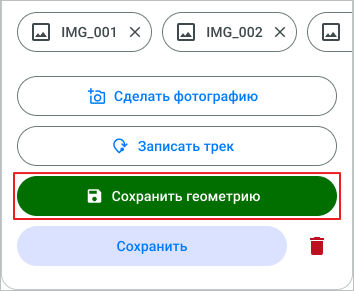 IMG_001
IMG_002
Сделать фотографию
Записать трек
Сохранить геометрию
Сохранить